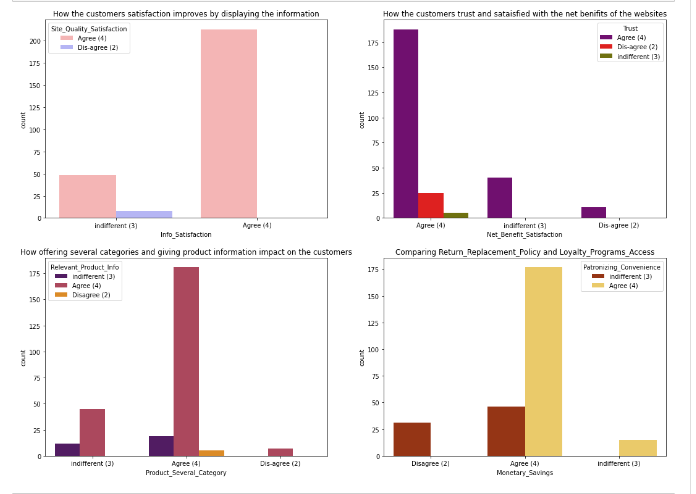 How the customers satisfaction improves by displaying the information
Site_Quality_Satisfaction
Agree (4)
Dis-agree (2)
200
175
150
125
100
75
50
25
0
count
indifferent (3)
Agree (4)
Info_Satisfaction
How the customers trust and sataisfied with the net benifits of the websites
Trust
Agree (4)
Dis-agree (2)
indifferent (3)
175
150
125
100
75
50
25
0
count
Agree (4)
indifferent (3)
Dis-agree (2)
Net_Benefit_Satisfaction
How offering several categories and giving product information impact on the customers
Relevant_Product_Info
indifferent (3)
Agree (4)
Disagree (2)
175
150
125
100
75
50
25
0
count
indifferent (3)
Agree (4)
Dis-agree (2)
Product_Several_Category
Comparing Return_Replacement_Policy and Loyalty_Programs_Access
Patronizing_Convenience
indifferent (3)
Agree (4)
175
150
125
100
75
50
25
0
count
Disagree (2)
Agree (4)
indifferent (3)
Monetary_Savings